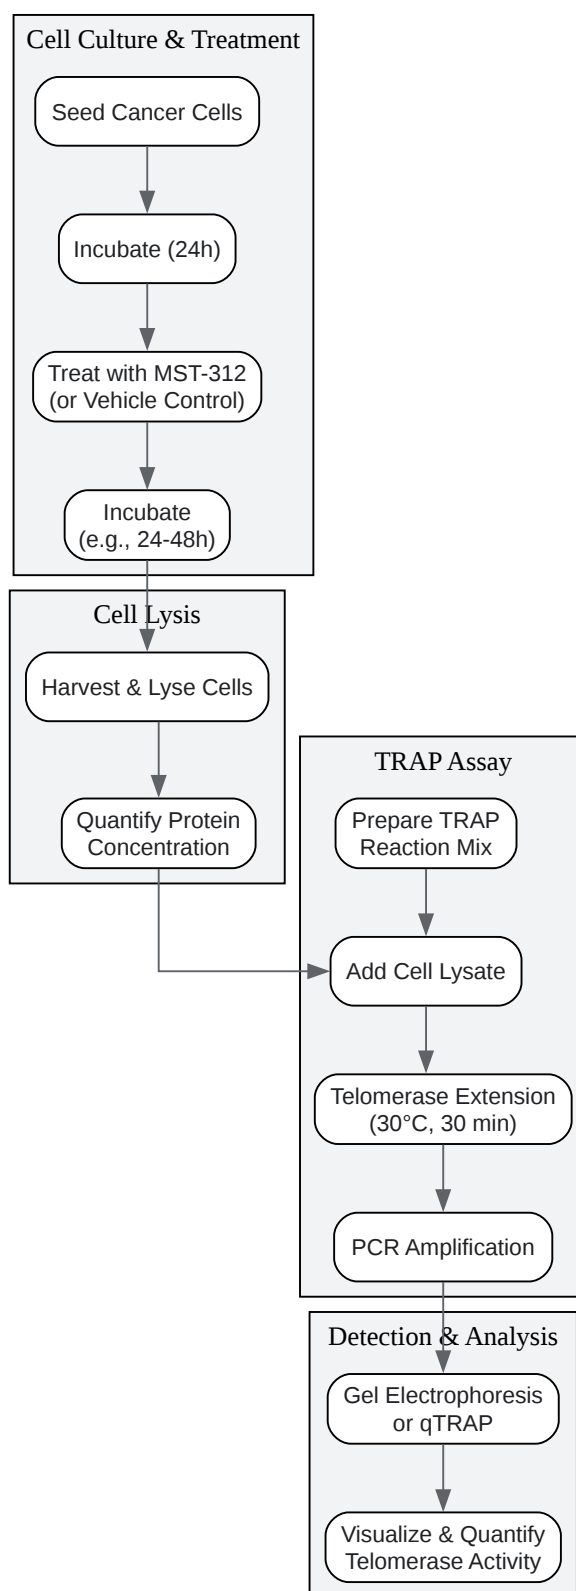 Cell Culture & Treatment
Seed Cancer Cells
Incubate (24h)
Treat with MST-312
(or Vehicle Control)
Incubate
(e.g., 24-48h)
Cell Lysis
Harvest & Lyse Cells
Quantify Protein
Concentration
TRAP Assay
Prepare TRAP
Reaction Mix
Add Cell Lysate
Telomerase Extension
(30°C, 30 min)
PCR Amplification
Detection & Analysis
Gel Electrophoresis
or qTRAP
Visualize & Quantify
Telomerase Activity